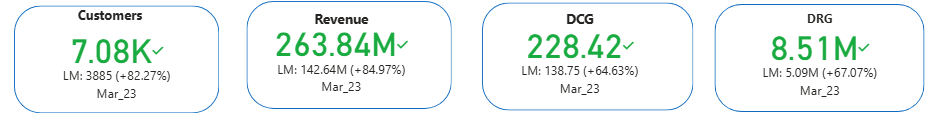 Customers
7.08K
LM: 3885 (+82.27%)
Mar_23
Revenue
263.84M
LM: 142.64M (+84.97%)
Mar_23
DCG
228.42
LM: 138.75 (+64.63%)
Mar_23
DRG
8.51M
LM: 5.09M (+67.07%)
Mar_23